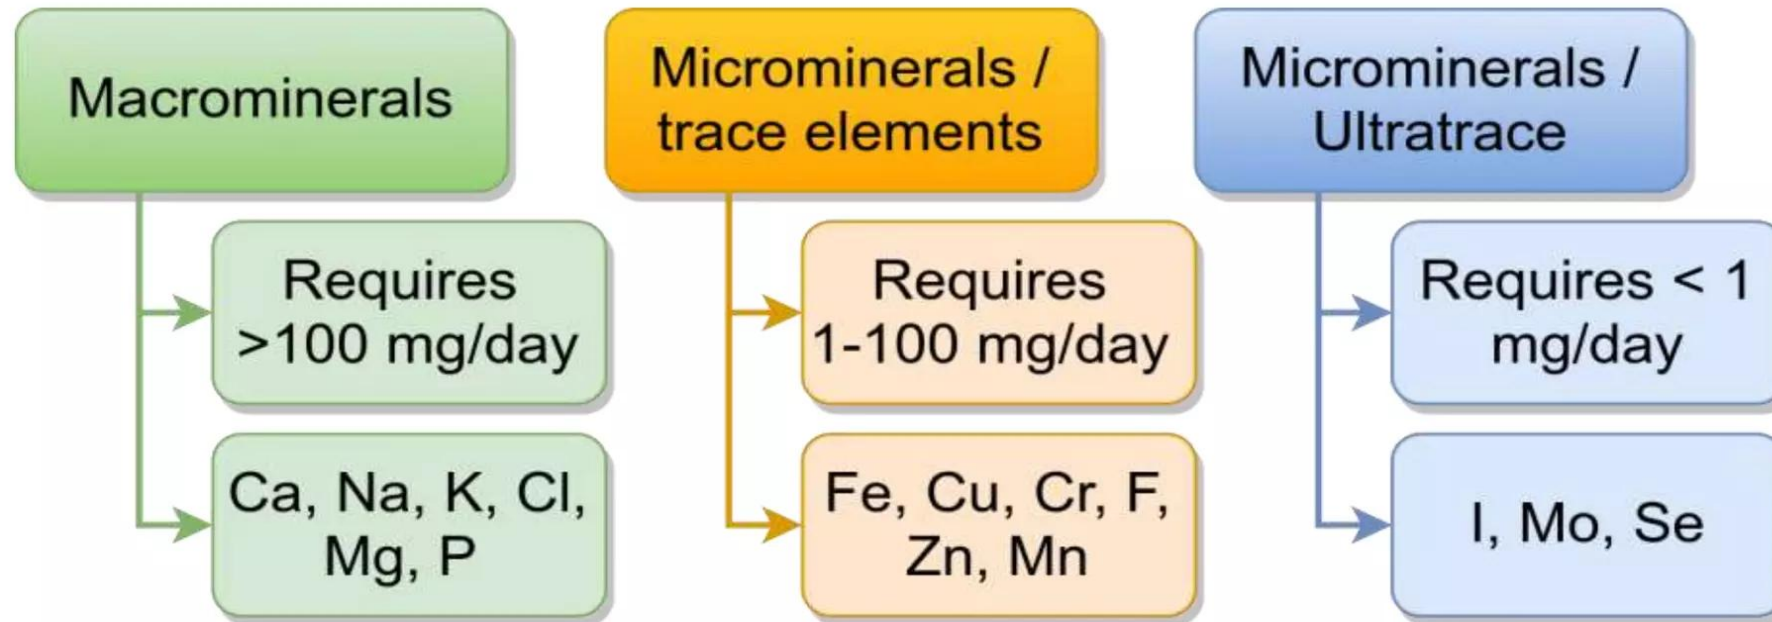 Macrominerals
Requires
>100 mg/day
Ca, Na, K, Cl,
Mg, P
Microminerals /
trace elements
Requires
1-100 mg/day
Fe, Cu, Cr, F,
Zn, Mn
Microminerals /
Ultratrace
Requires < 1
mg/day
I, Mo, Se